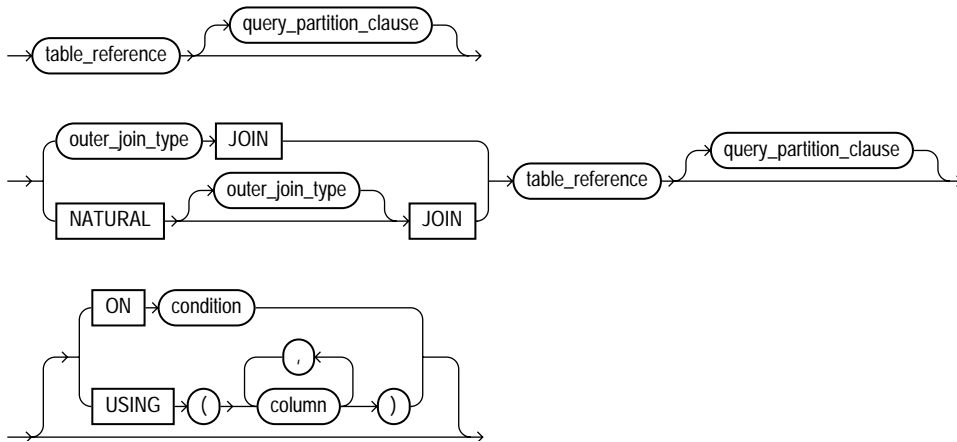 query_partition_clause
table_reference
outer_join_type JOIN
query_partition_clause
table_reference
outer_join_type
NATURAL JOIN
ON condition
,
USING ( column )